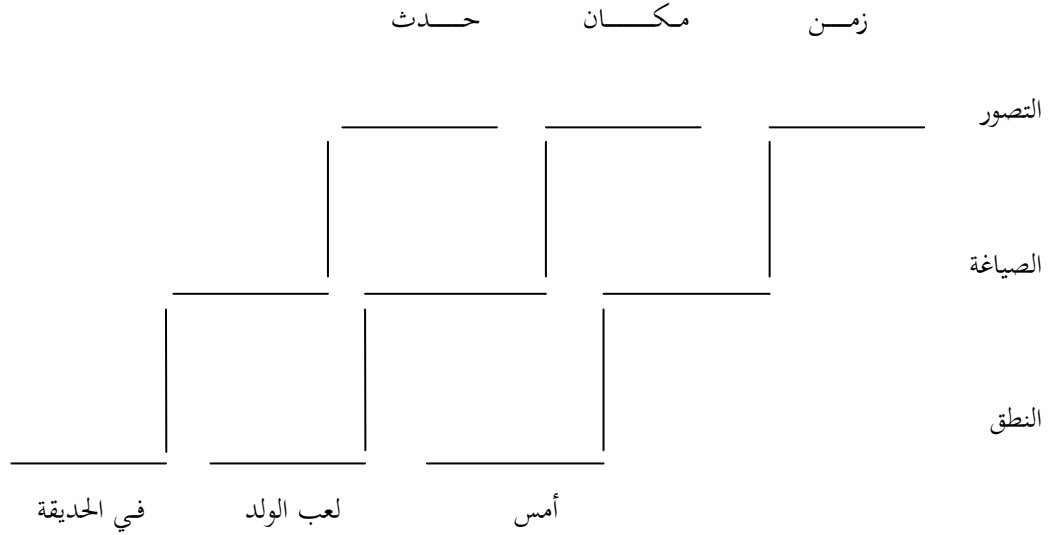 زمن مكان حدث
التصور
الصياغة
النطق
أمس لعب الولد في الحديقة